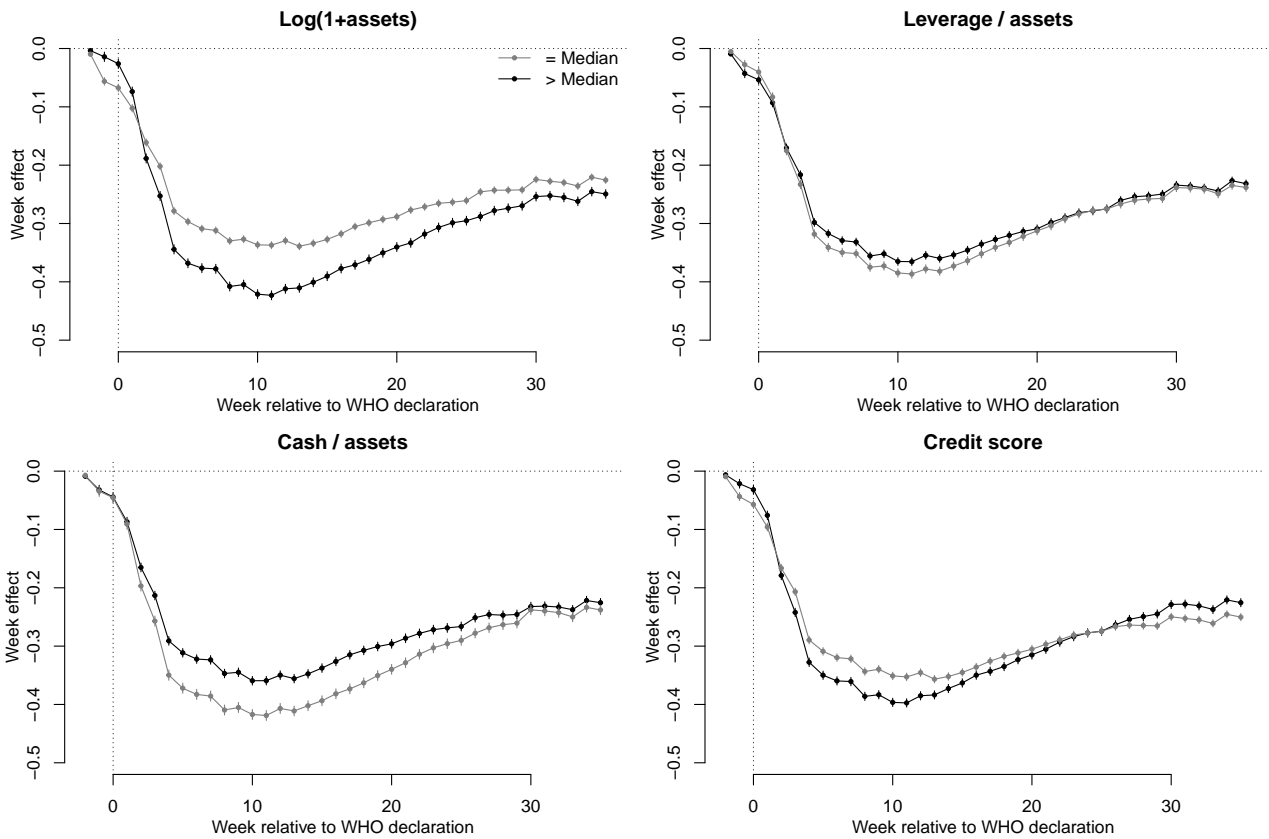 Log(1+assets)
Week effect
0.0
−0.1
−0.2
−0.3
−0.4
−0.5
= Median
> Median
0 10 20 30
Week relative to WHO declaration
Leverage / assets
Week effect
0.0
−0.1
−0.2
−0.3
−0.4
−0.5
0 10 20 30
Week relative to WHO declaration
Cash / assets
Week effect
0.0
−0.1
−0.2
−0.3
−0.4
−0.5
0 10 20 30
Week relative to WHO declaration
Credit score
Week effect
0.0
−0.1
−0.2
−0.3
−0.4
−0.5
0 10 20 30
Week relative to WHO declaration